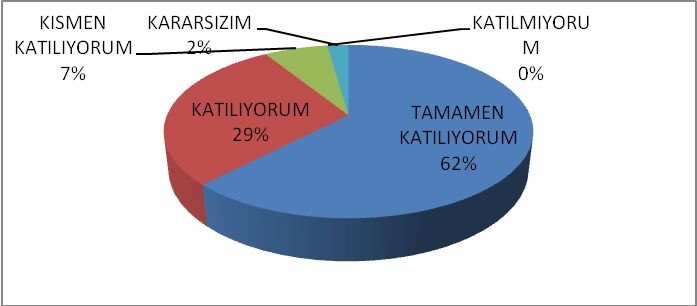 KISMEN
KATILIYORUM
7%
KARARSIZIM
2%
KATILMIYORU
M
0%
KATILIYORUM
29%
TAMAMEN
KATILIYORUM
62%